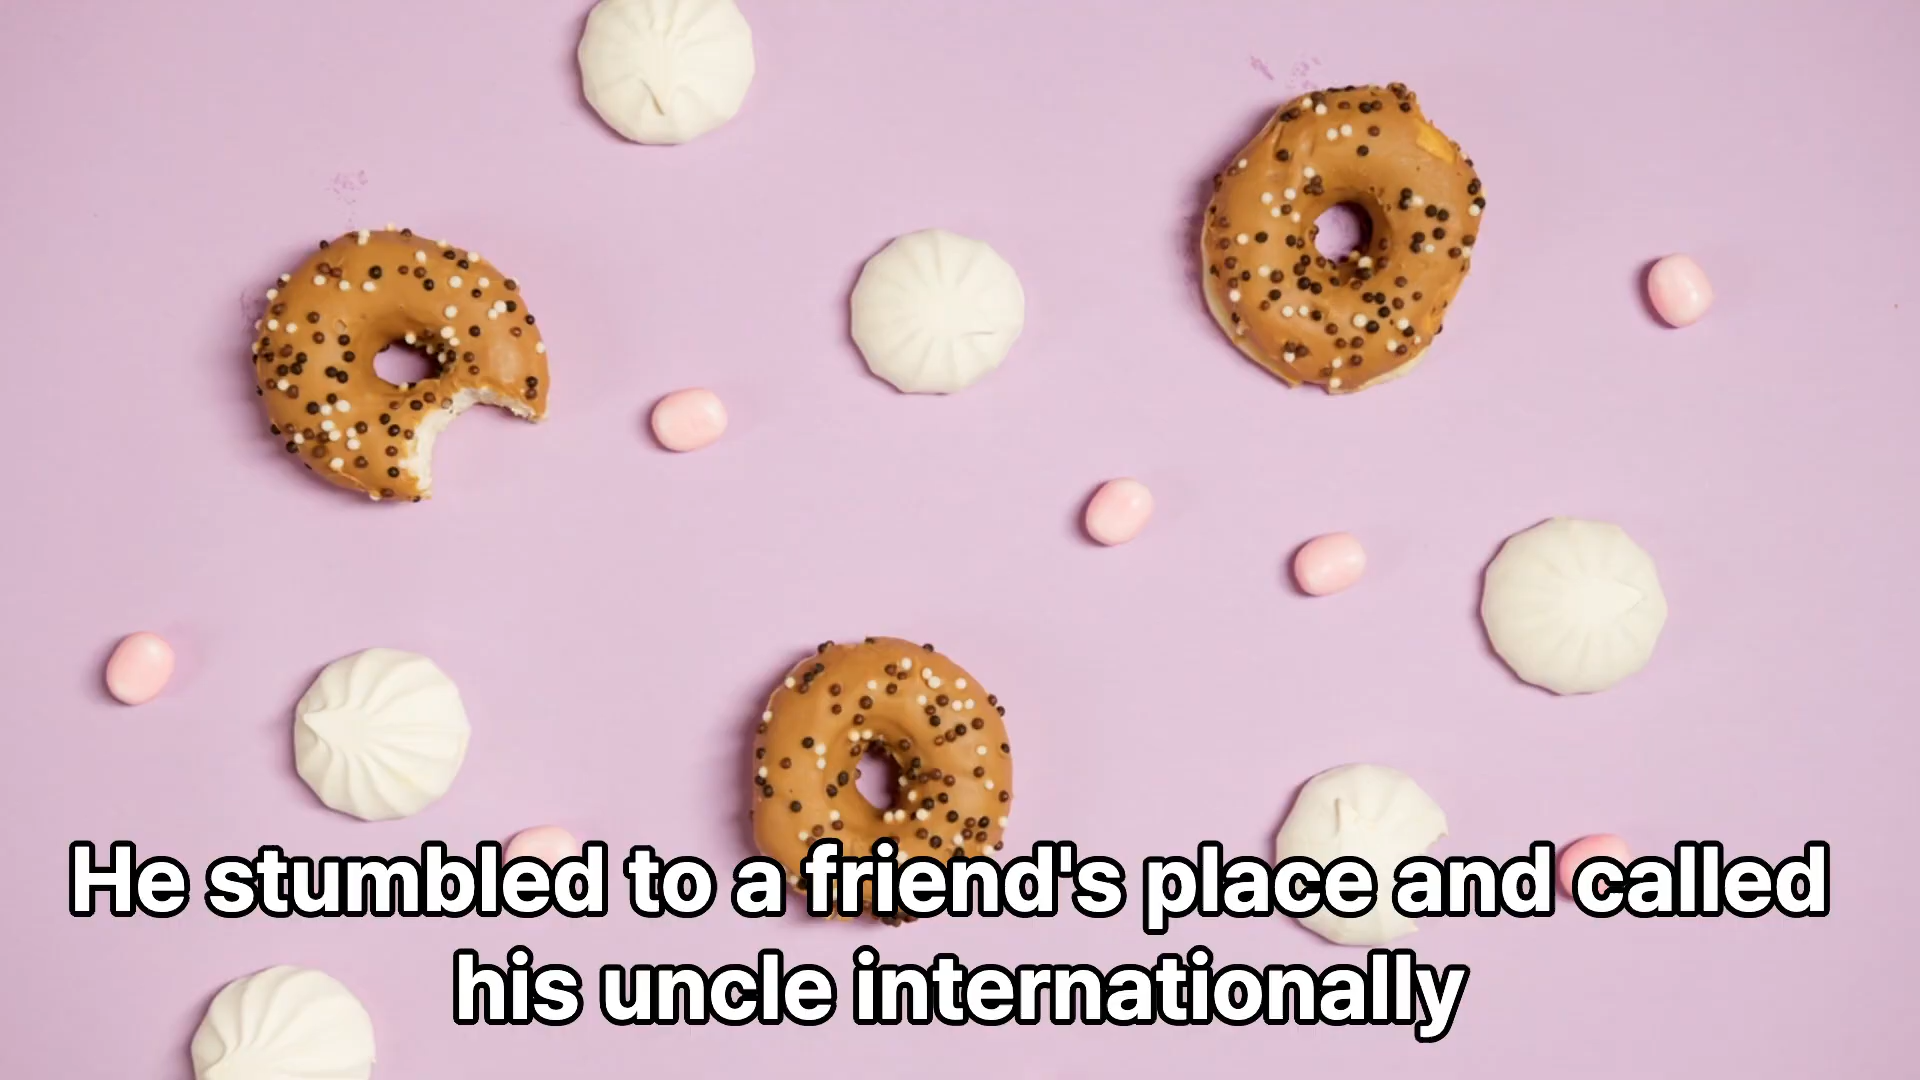 He stumbled to a friend's place and called
his uncle internationally